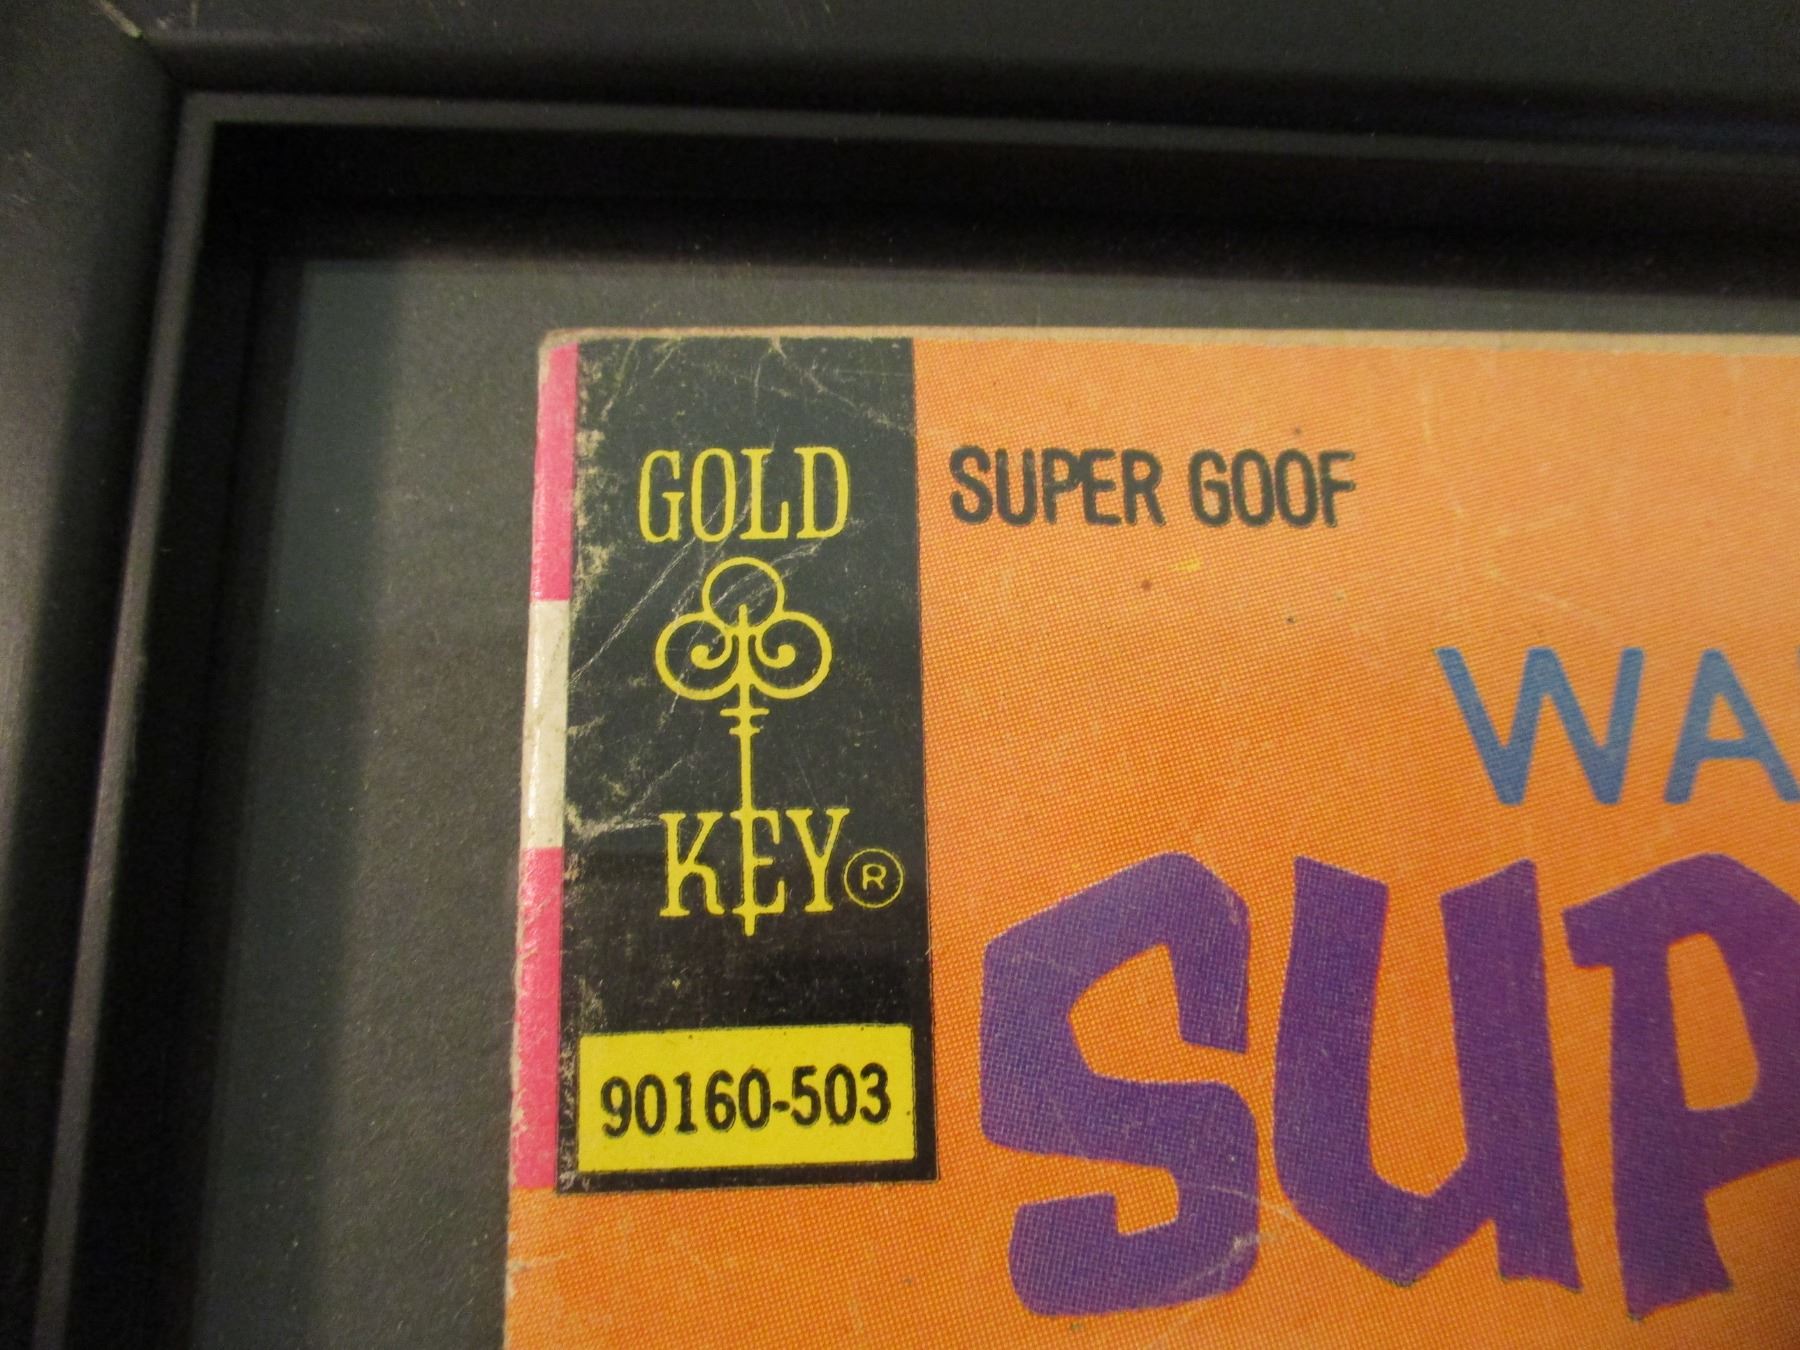 GOLD
KEY®
90160-503
SUPER GOOF
WA
SUP